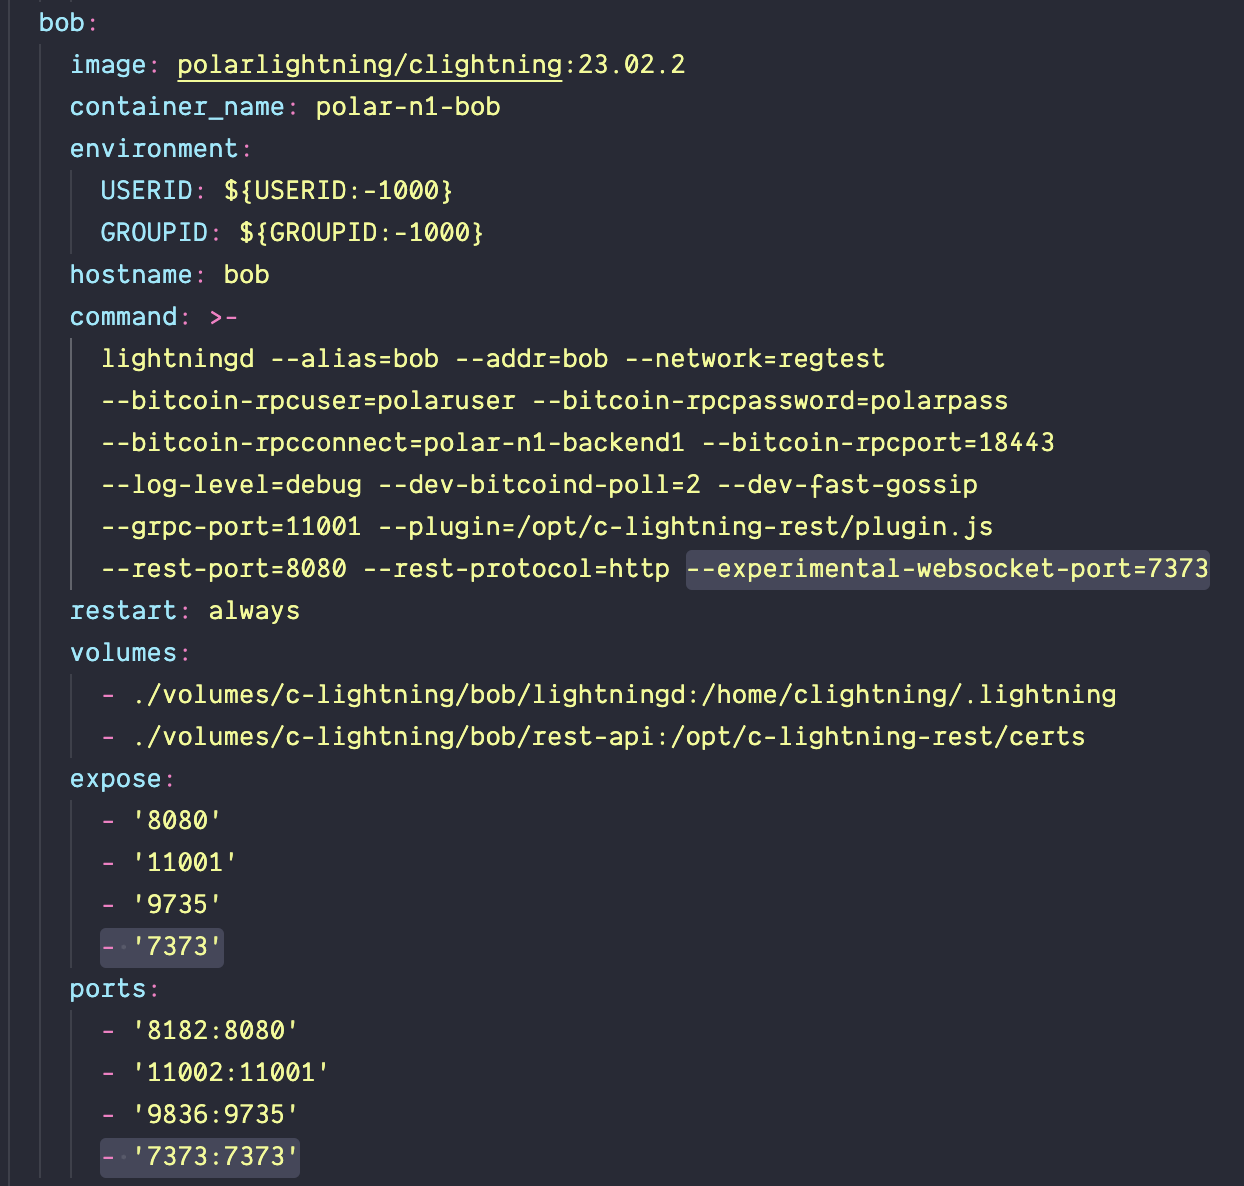 bob:
image: polarlightning/clightning:23.02.2
container_name: polar-n1-bob
environment:
USERID: ${USERID:-1000}
GROUPID: ${GROUPID:-1000}
hostname: bob
command: >-
lightningd --alias=bob --addr=bob --network=regtest
--bitcoin-rpcuser=polaruser --bitcoin-rpcpassword=polarpass
--bitcoin-rpcconnect=polar-n1-backend1 --bitcoin-rpcport=18443
--log-level=debug --dev-bitcoind-poll=2 --dev-fast-gossip
--grpc-port=11001 --plugin=/opt/c-lightning-rest/plugin.js
--rest-port=8080 --rest-protocol=http --experimental-websocket-port=7373
restart: always
volumes:
- ./volumes/c-lightning/bob/lightningd:/home/clightning/.lightning
- ./volumes/c-lightning/bob/rest-api:/opt/c-lightning-rest/certs
expose:
- '8080'
- '11001'
- '9735'
- '7373'
ports:
- '8182:8080'
- '11002:11001'
- '9836:9735'
- '7373:7373'